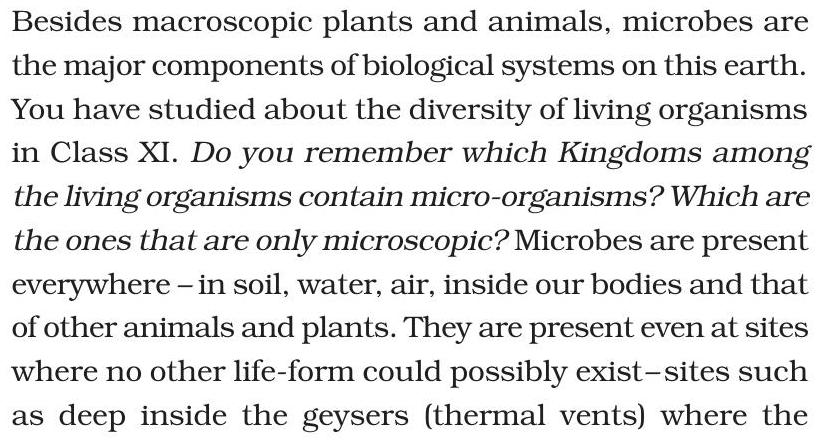 Besides macroscopic plants and animals, microbes are
the major components of biological systems on this earth.
You have studied about the diversity of living organisms
in Class XI. Do you remember which Kingdoms among
the living organisms contain micro-organisms? Which are
the ones that are only microscopic? Microbes are present
everywhere – in soil, water, air, inside our bodies and that
of other animals and plants. They are present even at sites
where no other life-form could possibly exist–sites such
as deep inside the geysers (thermal vents) where the